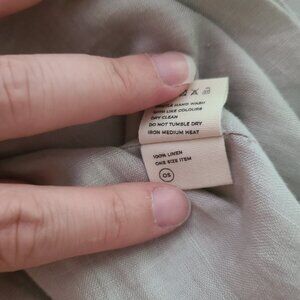 HAND WASH
LIKE COLOURS
DRY CLEAN
DO NOT TUMBLE DRY
IRON MEDIUM HEAT
100% LINEN
ONE SIZE ITEM
OS